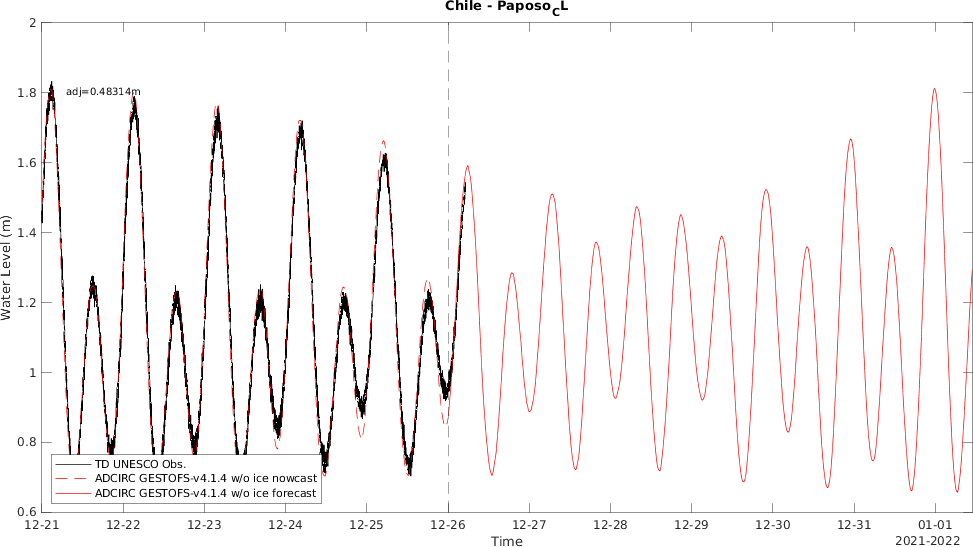 Chile - Paposo_CL
2
1.8
1.6
1.4
1.2
1
0.8
0.6
Water Level (m)
adj=0.48314m
TD UNESCO Obs.
ADCIRC GESTOFS-v4.1.4 w/o ice nowcast
ADCIRC GESTOFS-v4.1.4 w/o ice forecast
12-21 12-22 12-23 12-24 12-25 12-26 12-27 12-28 12-29 12-30 12-31 01-01
Time
2021-2022